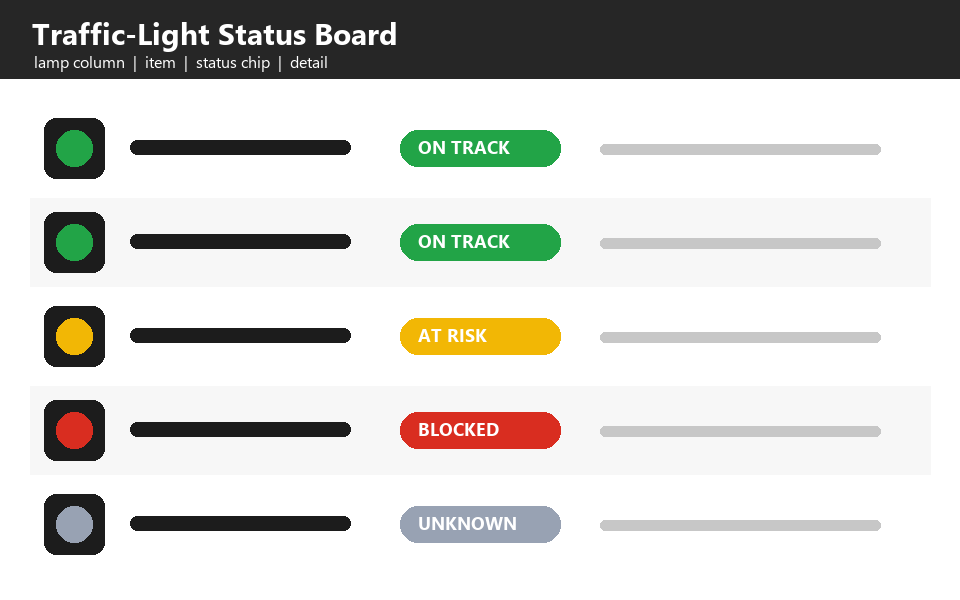 Traffic-Light Status Board
lamp column | item | status chip | detail
ON TRACK
ON TRACK
AT RISK
BLOCKED
UNKNOWN